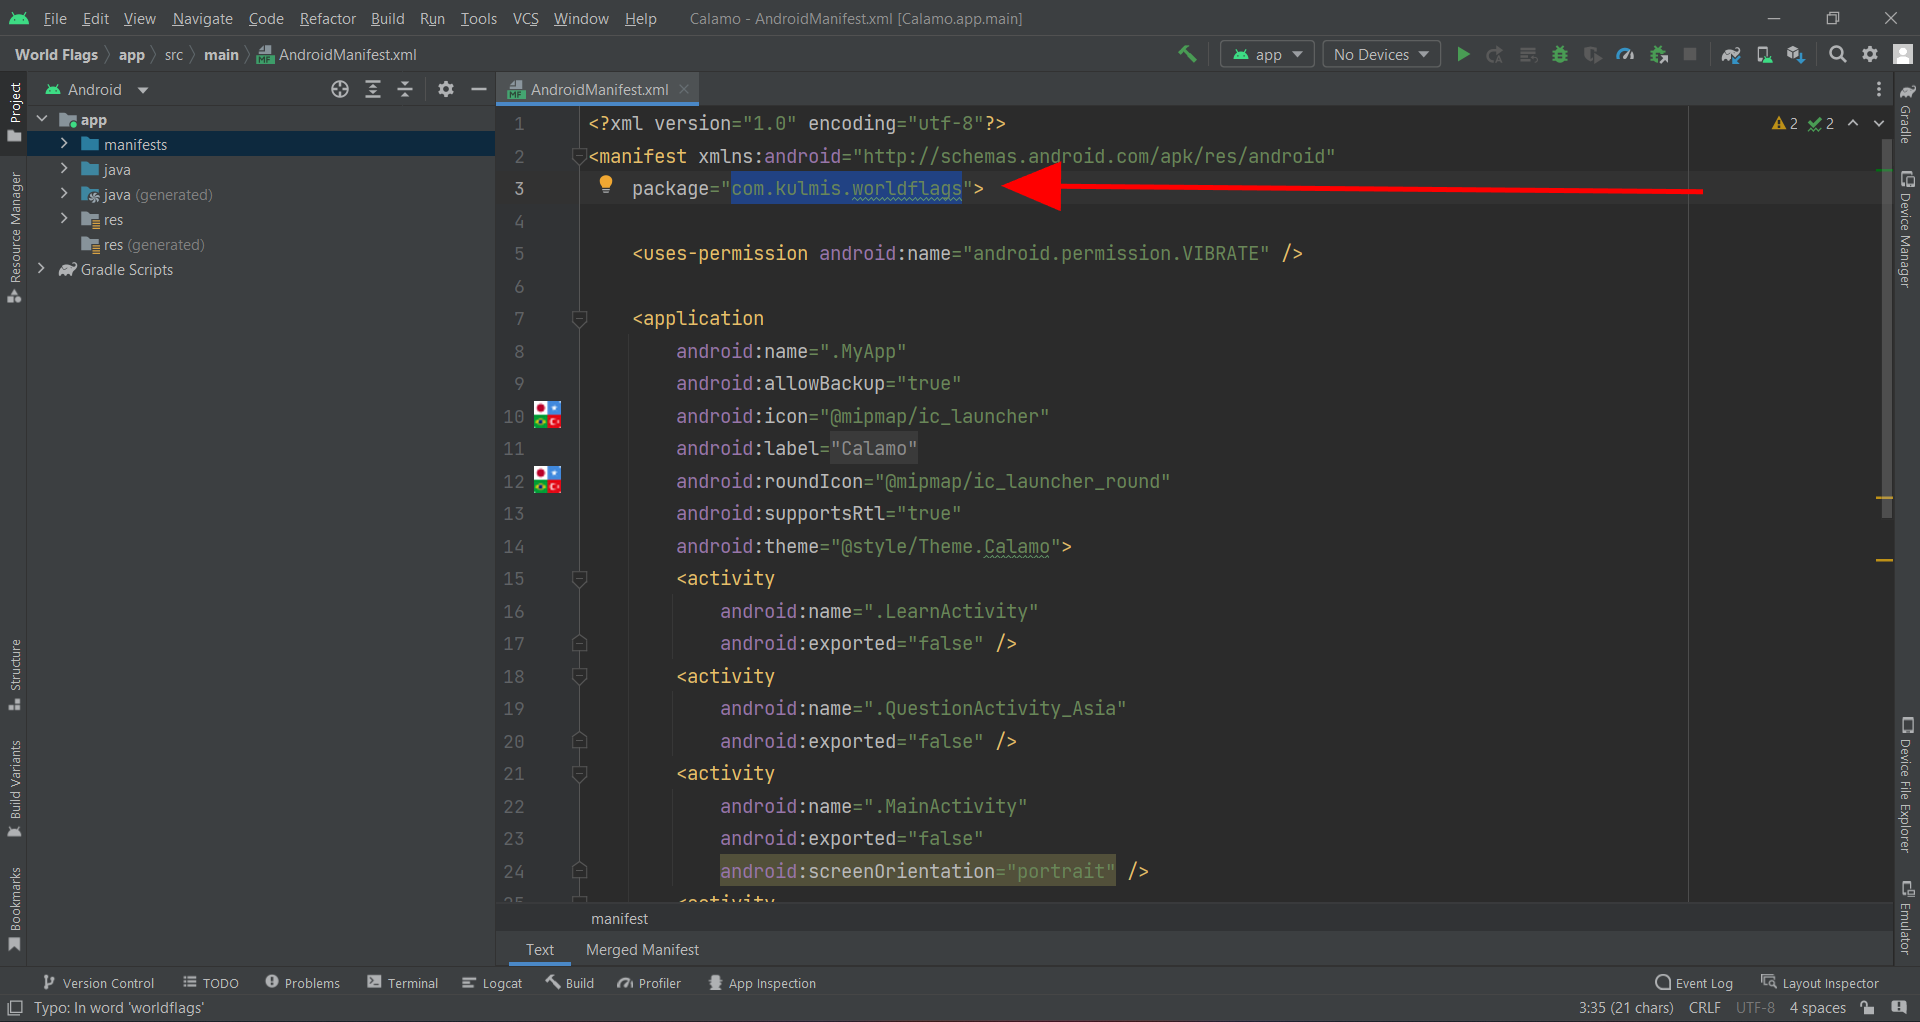 File Edit View Navigate Code Refactor Build Run Tools VCS Window Help Calamo - AndroidManifest.xml [Calamo.app.main]
World Flags app src main AndroidManifest.xml app No Devices
Project
Resource Manager
Structure
Build Variants
Bookmarks
Android
app
manifests
java
java (generated)
res
res (generated)
Gradle Scripts
AndroidManifest.xml
2 2
1 <?xml version="1.0" encoding="utf-8"?>
2 <manifest xmlns:android="http://schemas.android.com/apk/res/android"
3 package="com.kulmis.worldflags">
4
5 <uses-permission android:name="android.permission.VIBRATE" />
6
7 <application
8 android:name=".MyApp"
9 android:allowBackup="true"
10 android:icon="@mipmap/ic_launcher"
11 android:label="Calamo"
12 android:roundIcon="@mipmap/ic_launcher_round"
13 android:supportsRtl="true"
14 android:theme="@style/Theme.Calamo">
15 <activity
16 android:name=".LearnActivity"
17 android:exported="false" />
18 <activity
19 android:name=".QuestionActivity_Asia"
20 android:exported="false" />
21 <activity
22 android:name=".MainActivity"
23 android:exported="false"
24 android:screenOrientation="portrait" />
25 <activity
manifest
Text Merged Manifest
Gradle
Device Manager
Device File Explorer
Emulator
Version Control TODO Problems Terminal Logcat Build Profiler App Inspection Event Log Layout Inspector
Typo: In word 'worldflags' 3:35 (21 chars) CRLF UTF-8 4 spaces